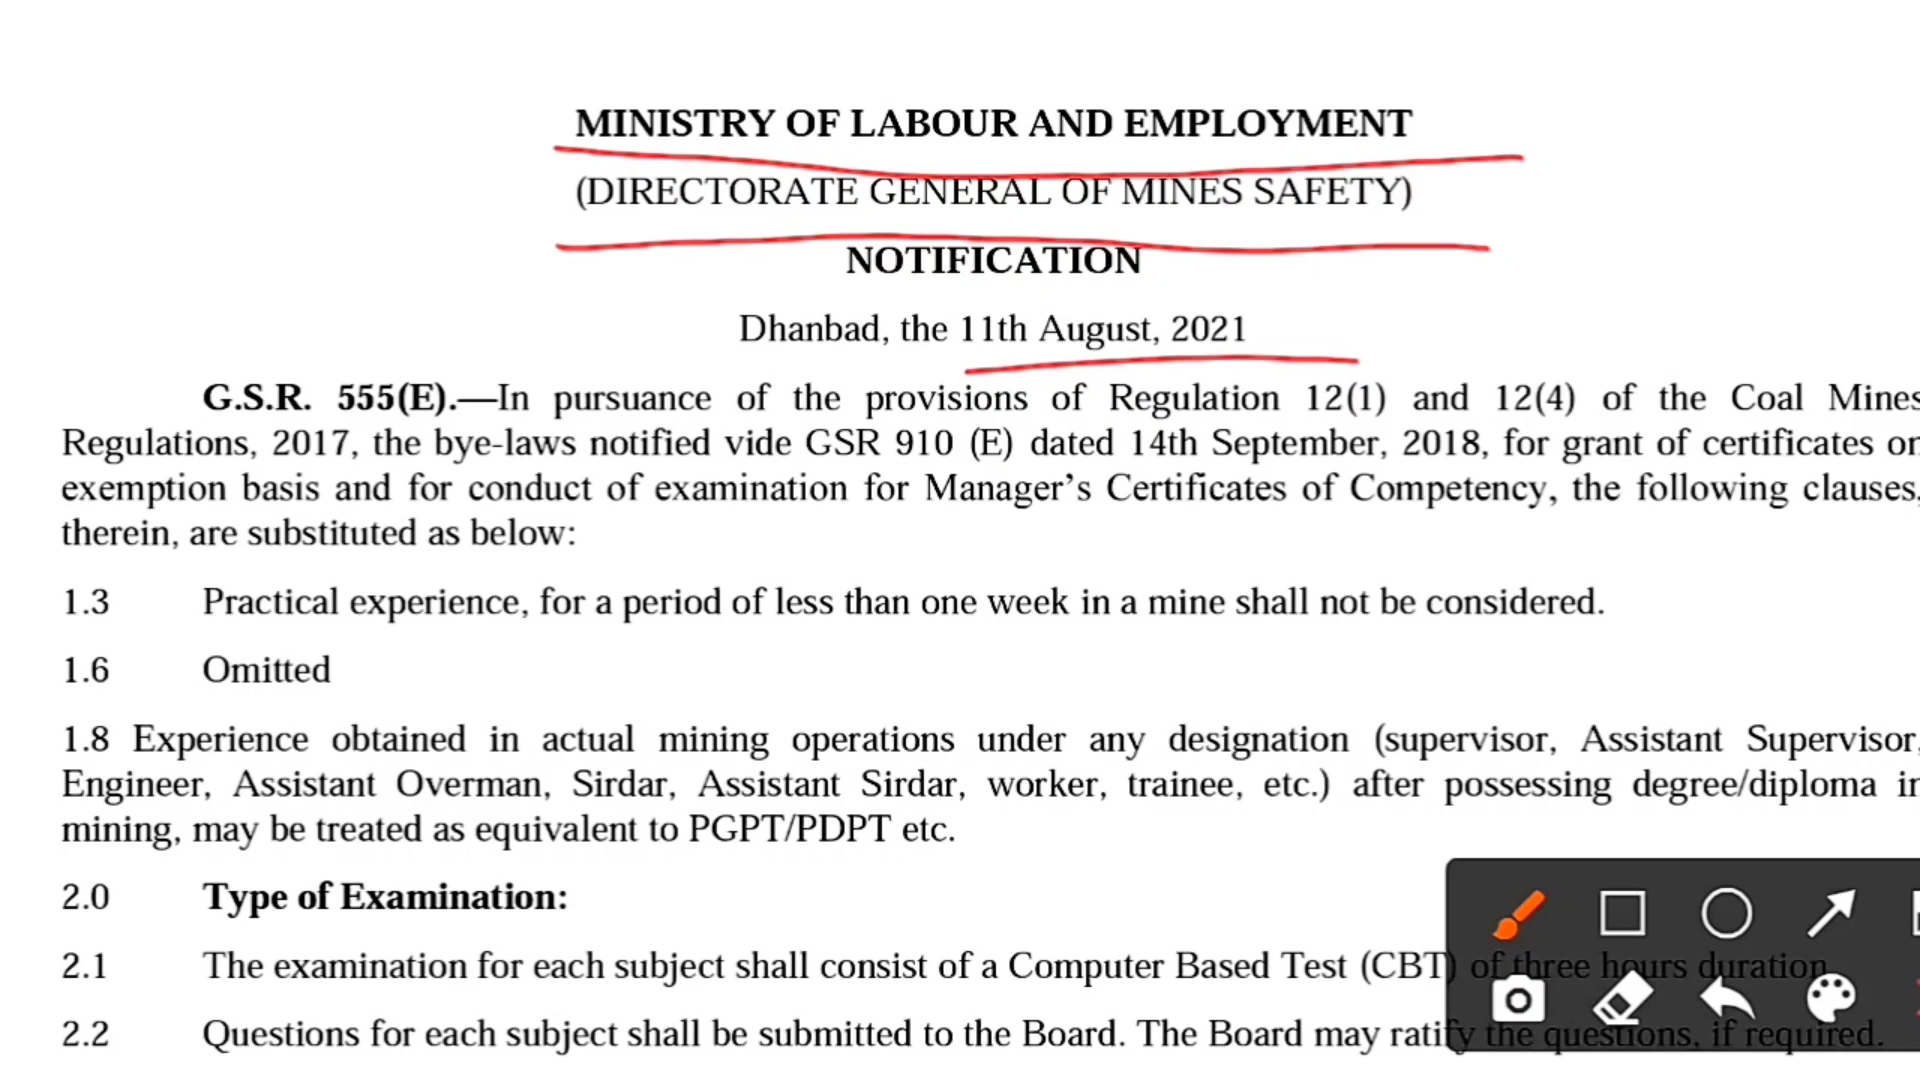 MINISTRY OF LABOUR AND EMPLOYMENT
(DIRECTORATE GENERAL OF MINES SAFETY)
NOTIFICATION
Dhanbad, the 11th August, 2021
G.S.R. 555(E).—In pursuance of the provisions of Regulation 12(1) and 12(4) of the Coal Mines
Regulations, 2017, the bye-laws notified vide GSR 910 (E) dated 14th September, 2018, for grant of certificates on
exemption basis and for conduct of examination for Manager’s Certificates of Competency, the following clauses,
therein, are substituted as below:
1.3 Practical experience, for a period of less than one week in a mine shall not be considered.
1.6 Omitted
1.8 Experience obtained in actual mining operations under any designation (supervisor, Assistant Supervisor,
Engineer, Assistant Overman, Sirdar, Assistant Sirdar, worker, trainee, etc.) after possessing degree/diploma in
mining, may be treated as equivalent to PGPT/PDPT etc.
2.0 Type of Examination:
2.1 The examination for each subject shall consist of a Computer Based Test (CBT) of three hours duration.
2.2 Questions for each subject shall be submitted to the Board. The Board may ratify the questions, if required.